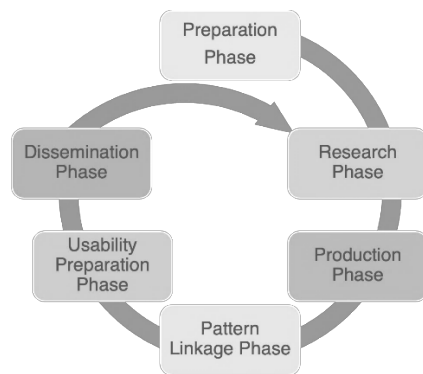 Preparation
Phase
Research
Phase
Production
Phase
Pattern
Linkage Phase
Usability
Preparation
Phase
Dissemination
Phase